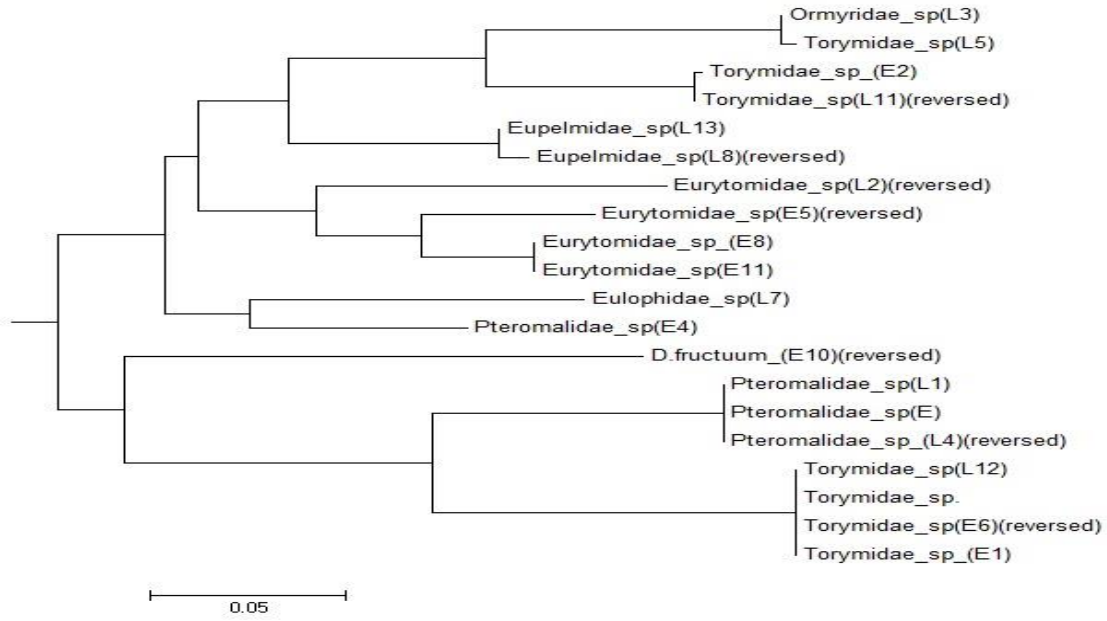 Ormyridae_sp(L3)
Torymidae_sp(L5)
Torymidae_sp_(E2)
Torymidae_sp(L11)(reversed)
Eupelmidae_sp(L13)
Eupelmidae_sp(L8)(reversed)
Eurytomidae_sp(L2)(reversed)
Eurytomidae_sp(E5)(reversed)
Eurytomidae_sp_(E8)
Eurytomidae_sp(E11)
Eulophidae_sp(L7)
Pteromalidae_sp(E4)
D.fructuum_(E10)(reversed)
Pteromalidae_sp(L1)
Pteromalidae_sp(E)
Pteromalidae_sp_(L4)(reversed)
Torymidae_sp(L12)
Torymidae_sp.
Torymidae_sp(E6)(reversed)
Torymidae_sp_(E1)
0.05